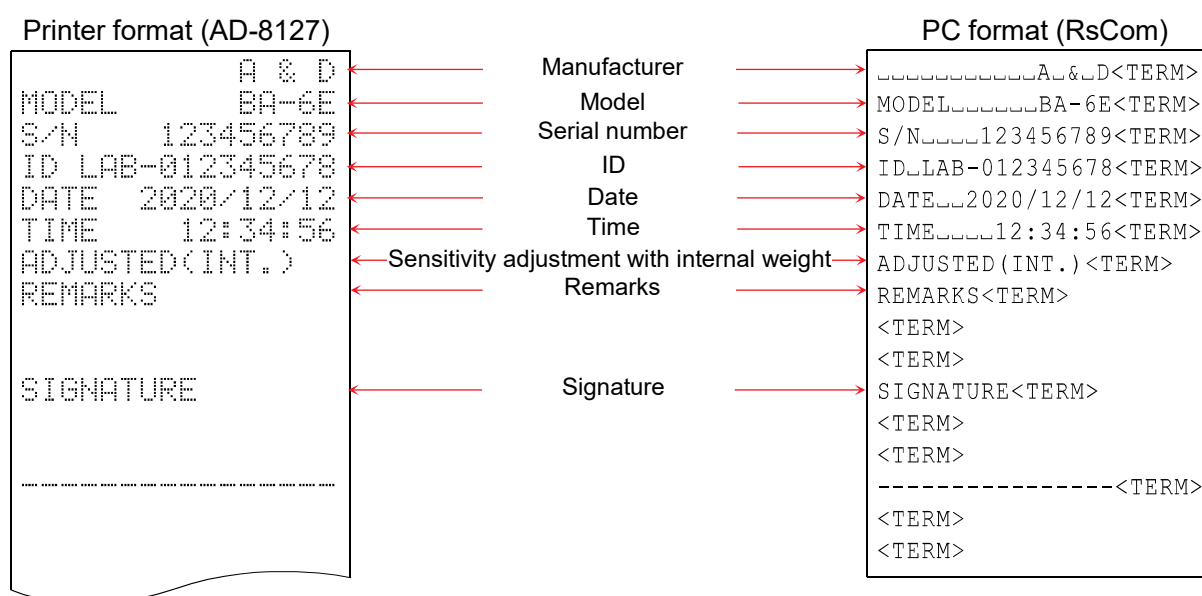 Printer format (AD-8127)
A & D
MODEL       BA-6E
S/N    123456789
ID LAB-012345678
DATE  2020/12/12
TIME    12:34:56
ADJUSTED(INT.)
REMARKS
SIGNATURE
----------------
Manufacturer
Model
Serial number
ID
Date
Time
Sensitivity adjustment with internal weight
Remarks
Signature
PC format (RsCom)
␣␣␣␣␣␣␣␣␣␣␣A␣&␣D<TERM>
MODEL␣␣␣␣␣␣BA-6E<TERM>
S/N␣␣␣␣123456789<TERM>
ID␣LAB-012345678<TERM>
DATE␣␣2020/12/12<TERM>
TIME␣␣␣␣12:34:56<TERM>
ADJUSTED(INT.)<TERM>
REMARKS<TERM>
<TERM>
<TERM>
SIGNATURE<TERM>
<TERM>
<TERM>
----------------<TERM>
<TERM>
<TERM>